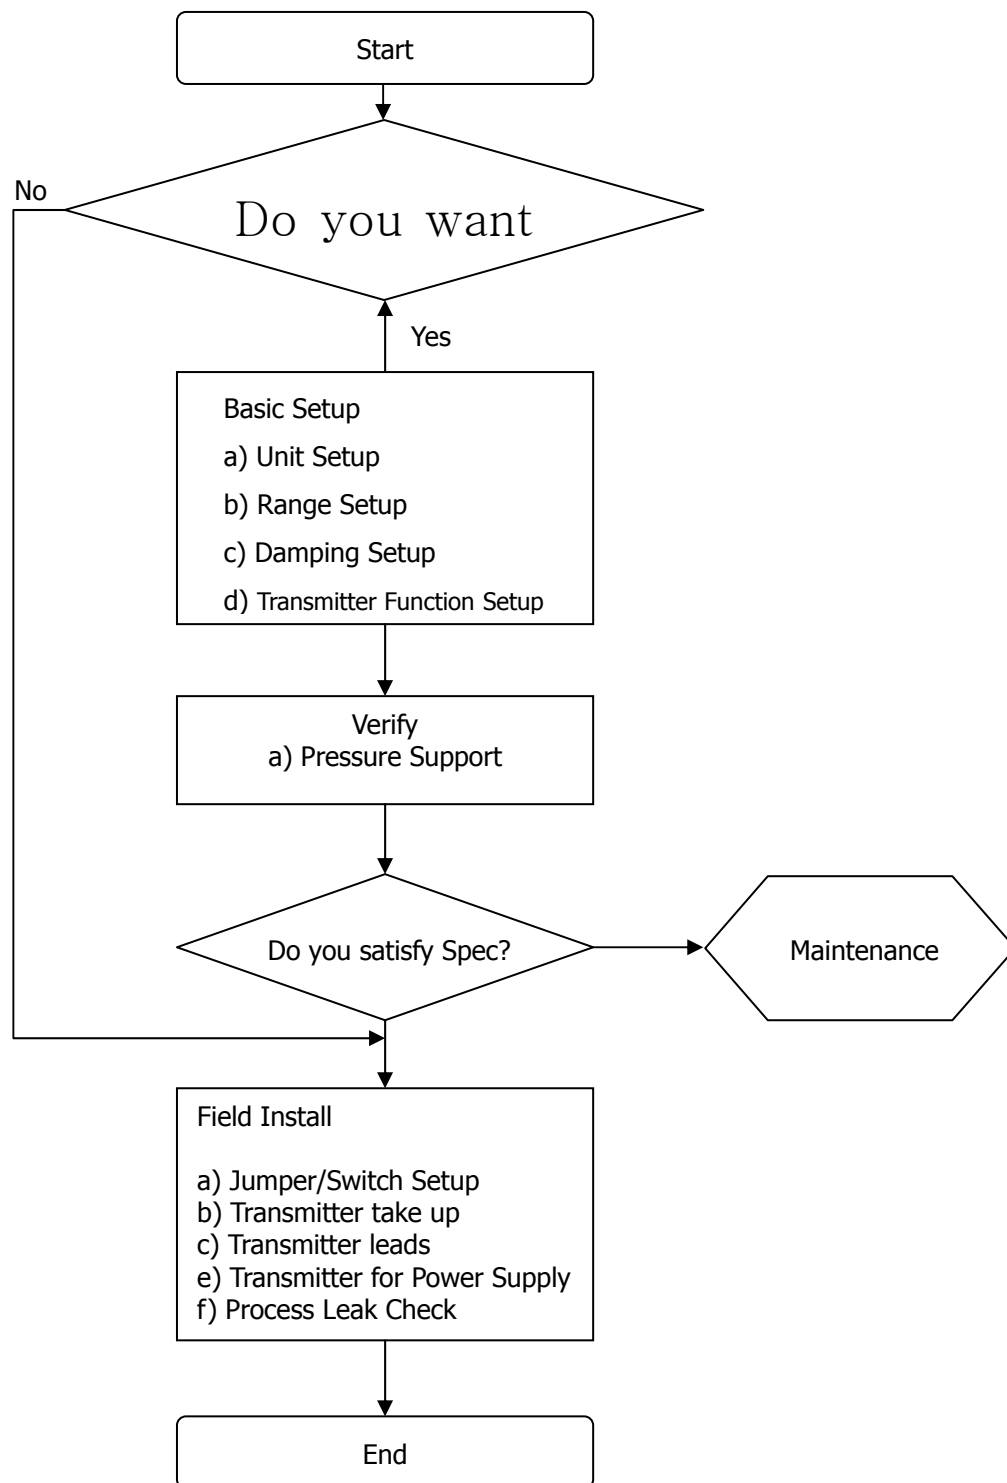 Start
No
Do you want
Yes
Basic Setup
a) Unit Setup
b) Range Setup
c) Damping Setup
d) Transmitter Function Setup
Verify
a) Pressure Support
Do you satisfy Spec?
Maintenance
Field Install
a) Jumper/Switch Setup
b) Transmitter take up
c) Transmitter leads
e) Transmitter for Power Supply
f) Process Leak Check
End